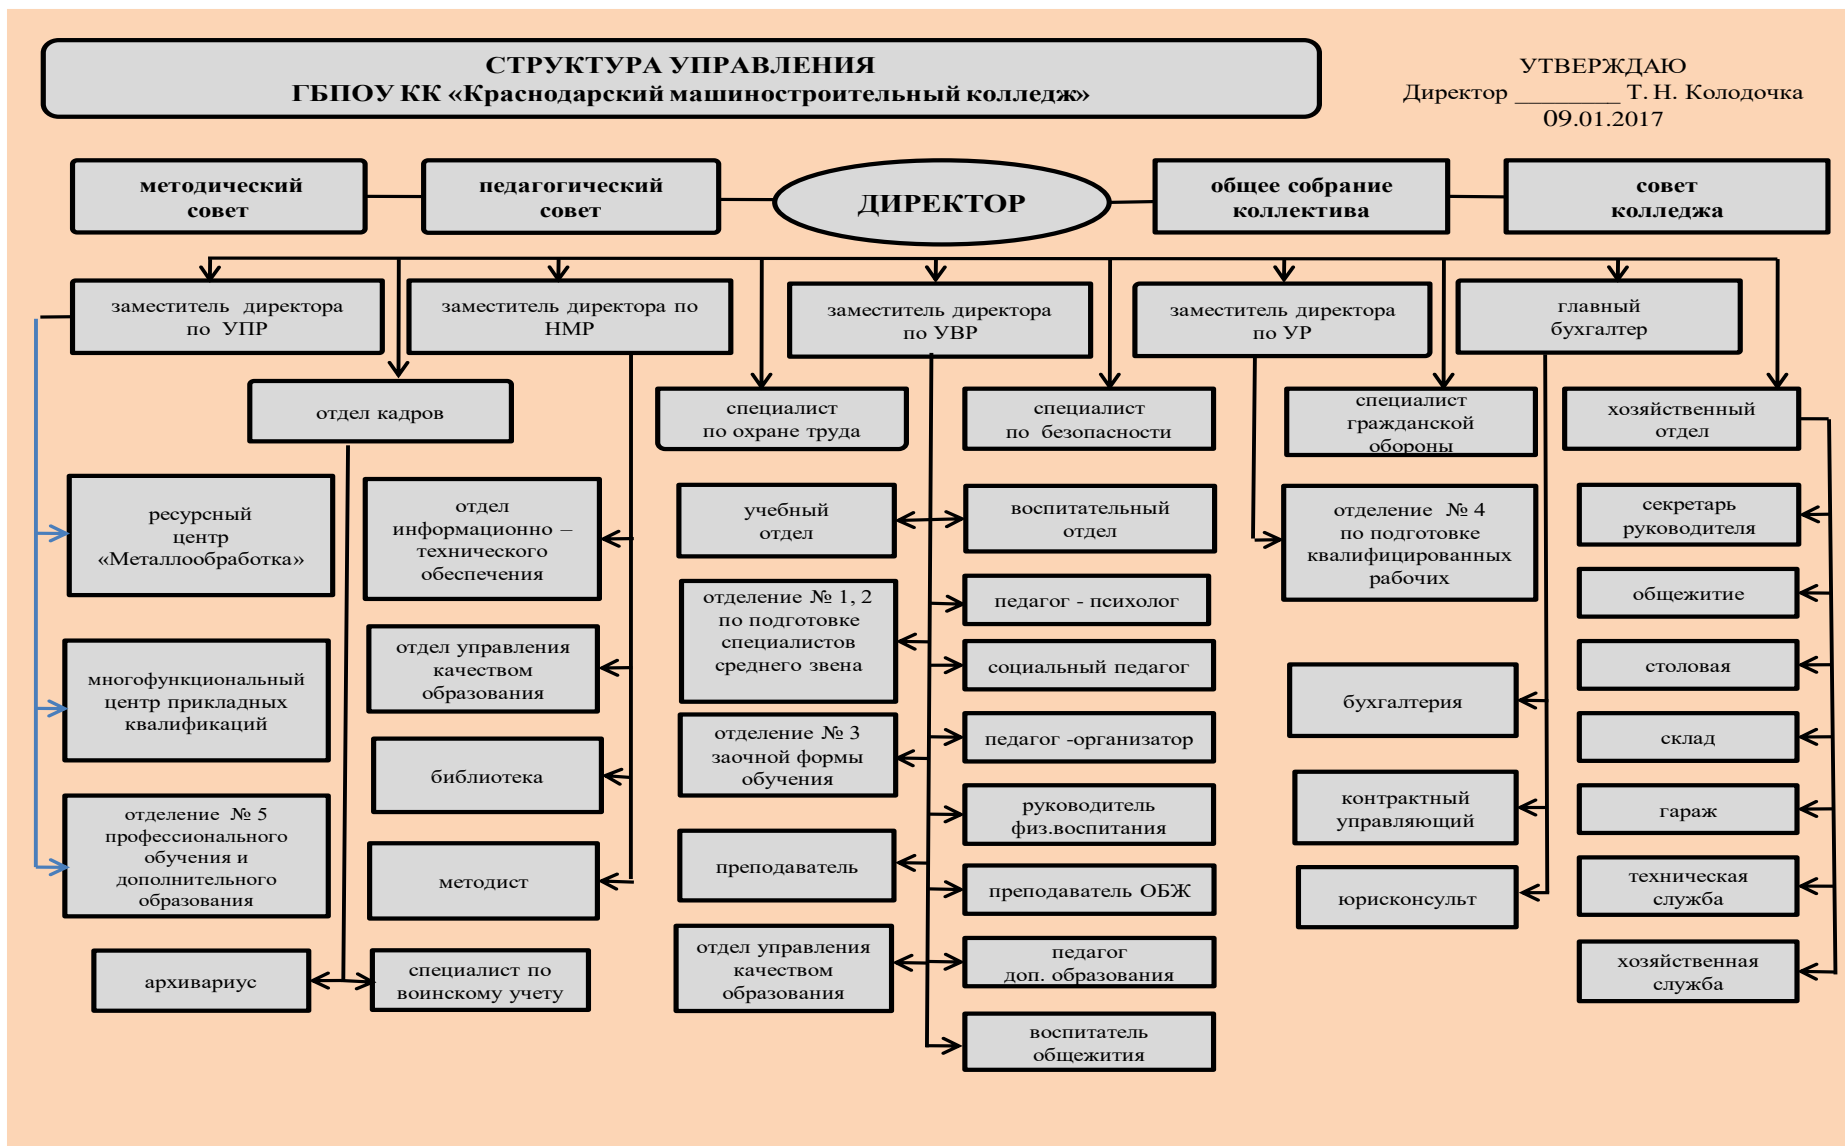 СТРУКТУРА УПРАВЛЕНИЯ
ГБПОУ КК «Краснодарский машиностроительный колледж»
УТВЕРЖДАЮ
Директор _________ Т. Н. Колодочка
09.01.2017
методический
совет
педагогический
совет
ДИРЕКТОР
общее собрание
коллектива
совет
колледжа
заместитель директора
по УПР
заместитель директора по
НМР
заместитель директора
по УВР
заместитель директора
по УР
главный
бухгалтер
отдел кадров
специалист
по охране труда
специалист
по безопасности
специалист
гражданской
обороны
хозяйственный
отдел
ресурсный
центр
«Металлообработка»
многофункциональный
центр прикладных
квалификаций
отделение № 5
профессионального
обучения и
дополнительного
образования
архивариус
специалист по
воинскому учету
отдел
информационно –
технического
обеспечения
отдел управления
качеством
образования
библиотека
методист
учебный
отдел
отделение № 1, 2
по подготовке
специалистов
среднего звена
отделение № 3
заочной формы
обучения
преподаватель
отдел управления
качеством
образования
воспитательный
отдел
педагог - психолог
социальный педагог
педагог -организатор
руководитель
физ.воспитания
преподаватель ОБЖ
педагог
доп. образования
воспитатель
общежития
отделение № 4
по подготовке
квалифицированных
рабочих
бухгалтерия
контрактный
управляющий
юрисконсульт
секретарь
руководителя
общежитие
столовая
склад
гараж
техническая
служба
хозяйственная
служба